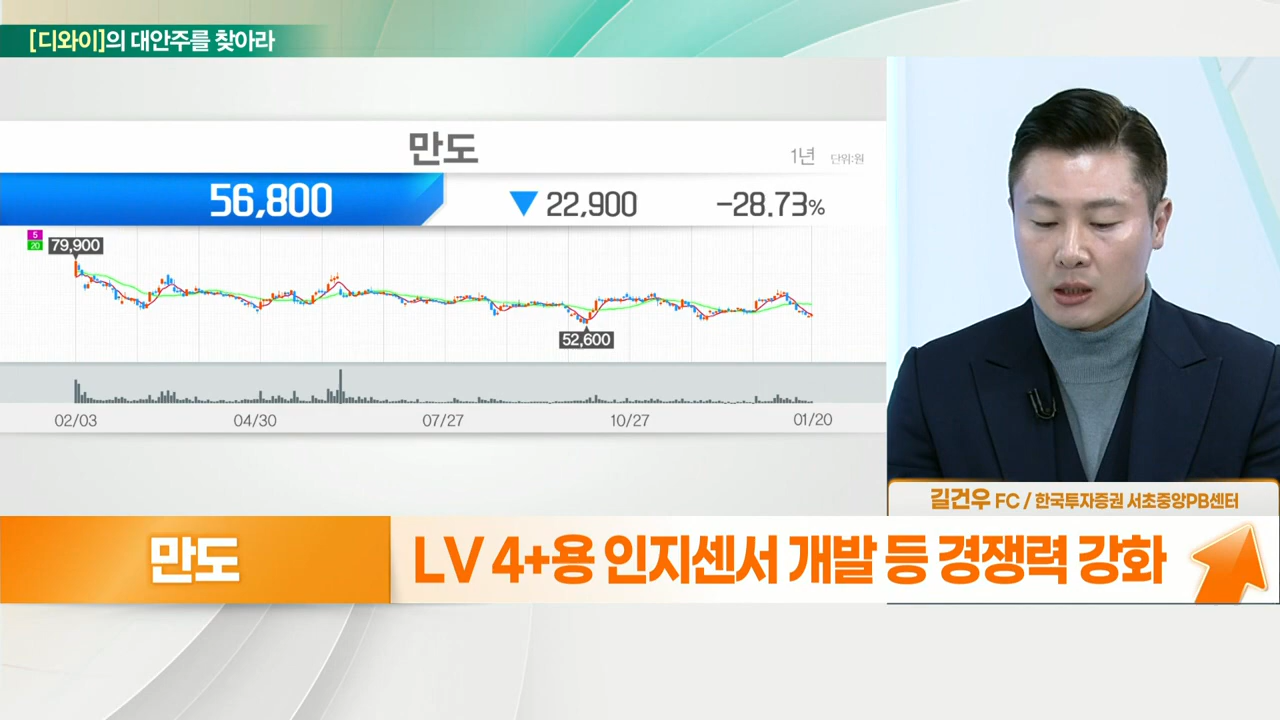 [디와이]의 대안주를 찾아라
만도
1년 단위:원
56,800 ▼ 22,900 -28.73%
5
20
79,900
52,600
02/03 04/30 07/27 10/27 01/20
길건우 FC / 한국투자증권 서초중앙PB센터
만도
LV 4+용 인지센서 개발 등 경쟁력 강화